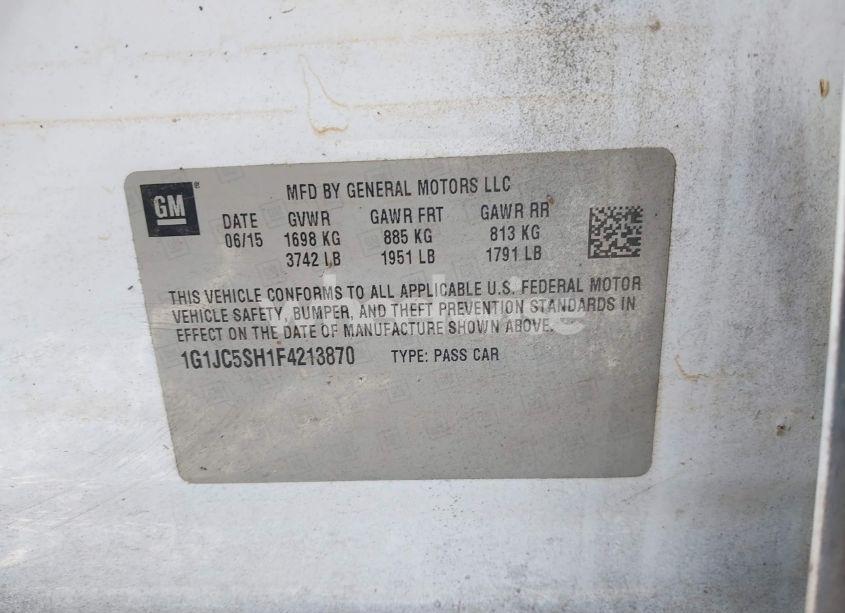 GM
MFD BY GENERAL MOTORS LLC
DATE GVWR GAWR FRT GAWR RR
06/15 1698 KG 885 KG 813 KG
3742 LB 1951 LB 1791 LB
THIS VEHICLE CONFORMS TO ALL APPLICABLE U.S. FEDERAL MOTOR
VEHICLE SAFETY, BUMPER, AND THEFT PREVENTION STANDARDS IN
EFFECT ON THE DATE OF MANUFACTURE SHOWN ABOVE.
1G1JC5SH1F4213870 TYPE: PASS CAR